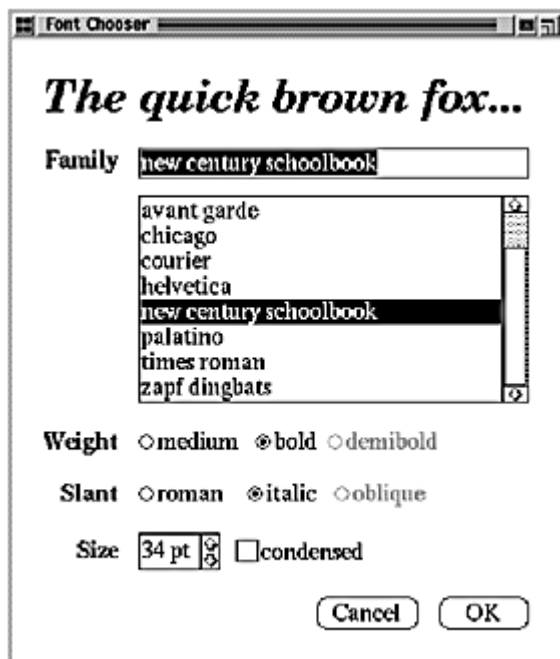 Font Chooser
The quick brown fox...
Family new century schoolbook
avant garde
chicago
courier
helvetica
new century schoolbook
palatino
times roman
zapf dingbats
Weight medium bold demibold
Slant roman italic oblique
Size 34 pt condensed
Cancel OK